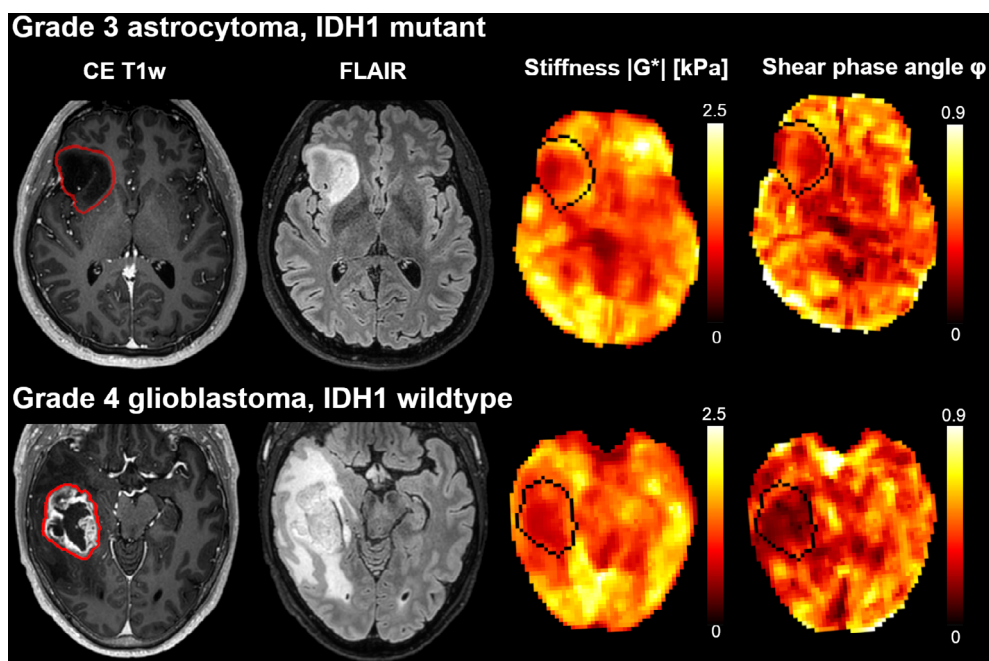 Grade 3 astrocytoma, IDH1 mutant
CE T1w
FLAIR
Stiffness |G*| [kPa]
Shear phase angle φ
2.5
0
0.9
0
Grade 4 glioblastoma, IDH1 wildtype
2.5
0
0.9
0